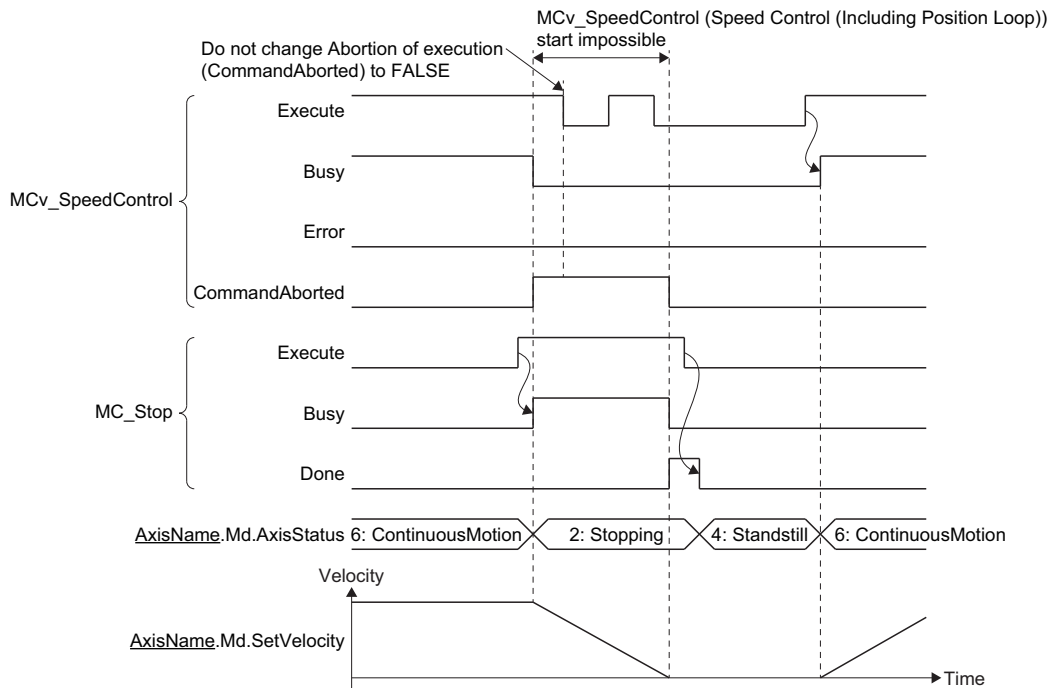 MCv_SpeedControl (Speed Control (Including Position Loop))
start impossible
Do not change Abortion of execution
(CommandAborted) to FALSE
Execute
Busy
MCv_SpeedControl
Error
CommandAborted
Execute
MC_Stop
Busy
Done
AxisName.Md.AxisStatus 6: ContinuousMotion 2: Stopping 4: Standstill 6: ContinuousMotion
Velocity
AxisName.Md.SetVelocity
Time